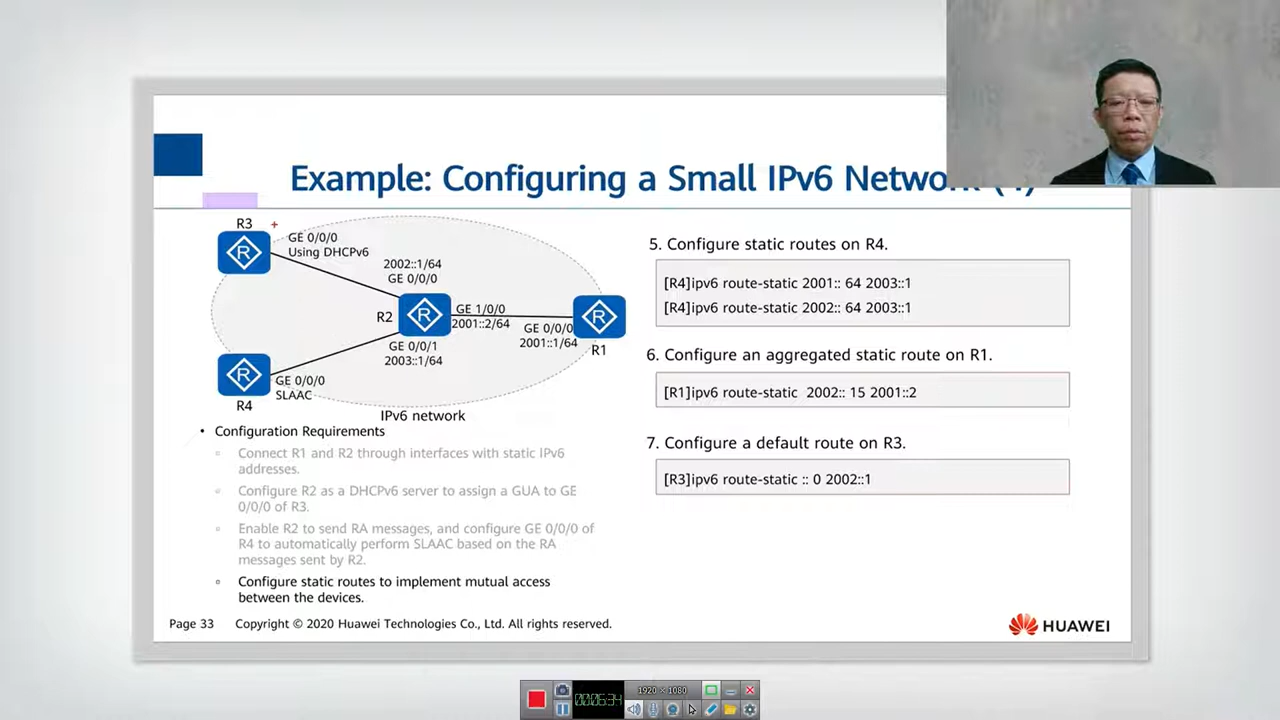 Example: Configuring a Small IPv6 Network (4)
R3
GE 0/0/0
Using DHCPv6
2002::1/64
GE 0/0/0
R2
GE 1/0/0
2001::2/64
GE 0/0/0
2001::1/64
R1
GE 0/0/1
2003::1/64
GE 0/0/0
SLAAC
R4
IPv6 network
• Configuration Requirements
▫ Connect R1 and R2 through interfaces with static IPv6
addresses.
▫ Configure R2 as a DHCPv6 server to assign a GUA to GE
0/0/0 of R3.
▫ Enable R2 to send RA messages, and configure GE 0/0/0 of
R4 to automatically perform SLAAC based on the RA
messages sent by R2.
▫ Configure static routes to implement mutual access
between the devices.
5. Configure static routes on R4.
[R4]ipv6 route-static 2001:: 64 2003::1
[R4]ipv6 route-static 2002:: 64 2003::1
6. Configure an aggregated static route on R1.
[R1]ipv6 route-static 2002:: 15 2001::2
7. Configure a default route on R3.
[R3]ipv6 route-static :: 0 2002::1
Page 33 Copyright © 2020 Huawei Technologies Co., Ltd. All rights reserved.
HUAWEI
1920 × 1080
00:06:34